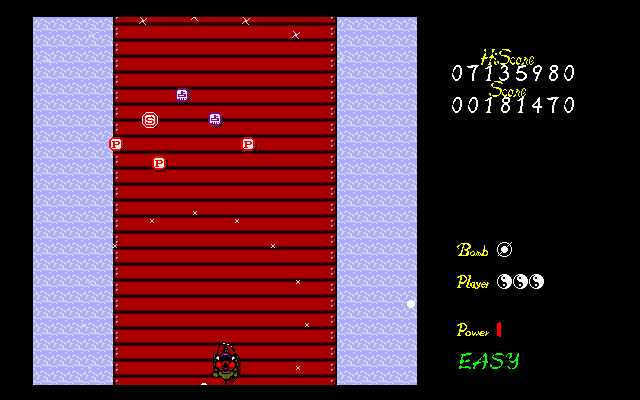 HiScore
07135980
Score
00181470
S
P
P
P
Bomb
Player
Power
EASY